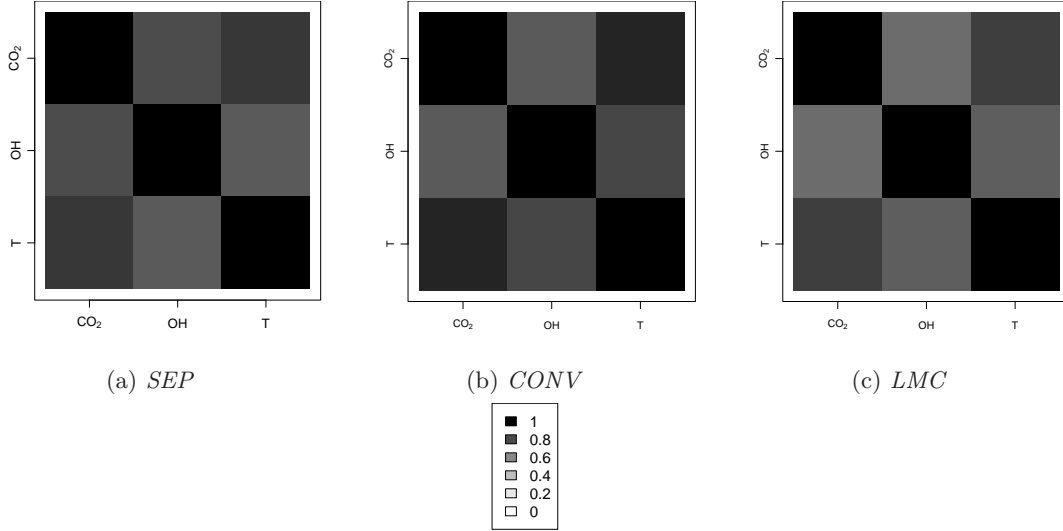 CO₂
OH
T
CO₂ OH T
(a) SEP
CO₂
OH
T
CO₂ OH T
(b) CONV
CO₂
OH
T
CO₂ OH T
(c) LMC
1
0.8
0.6
0.4
0.2
0